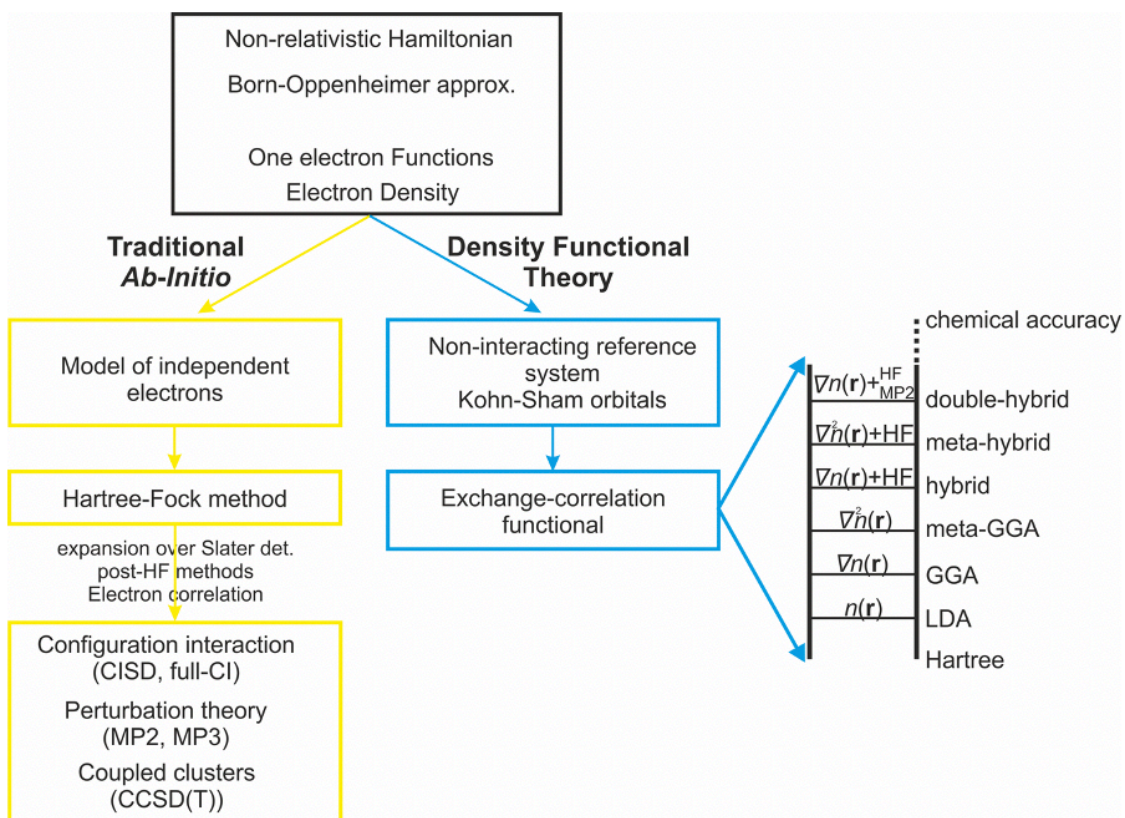 Non-relativistic Hamiltonian
Born-Oppenheimer approx.
One electron Functions
Electron Density
Traditional
Ab-Initio
Density Functional
Theory
Model of independent
electrons
Hartree-Fock method
expansion over Slater det.
post-HF methods
Electron correlation
Configuration interaction
(CISD, full-CI)
Perturbation theory
(MP2, MP3)
Coupled clusters
(CCSD(T))
Non-interacting reference
system
Kohn-Sham orbitals
Exchange-correlation
functional
chemical accuracy
∇n(r)+HF MP2 double-hybrid
∇²n(r)+HF meta-hybrid
∇n(r)+HF hybrid
∇²n(r) meta-GGA
∇n(r) GGA
n(r) LDA
Hartree